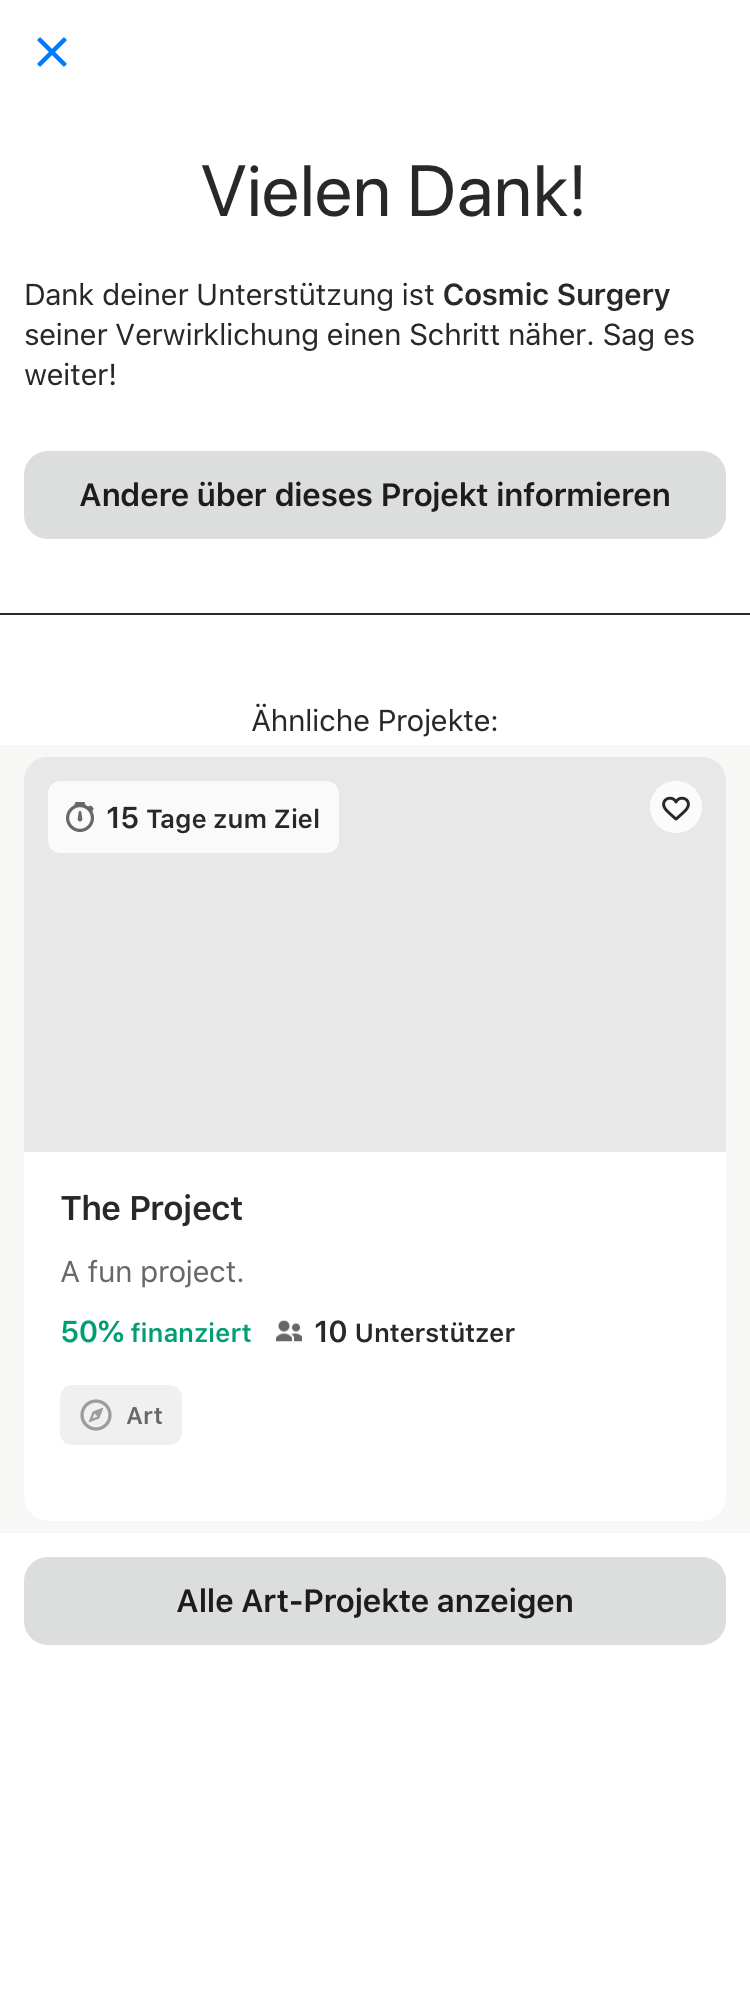 Vielen Dank!
Dank deiner Unterstützung ist Cosmic Surgery
seiner Verwirklichung einen Schritt näher. Sag es
weiter!
Andere über dieses Projekt informieren
Ähnliche Projekte:
15 Tage zum Ziel
The Project
A fun project.
50% finanziert 10 Unterstützer
Art
Alle Art-Projekte anzeigen